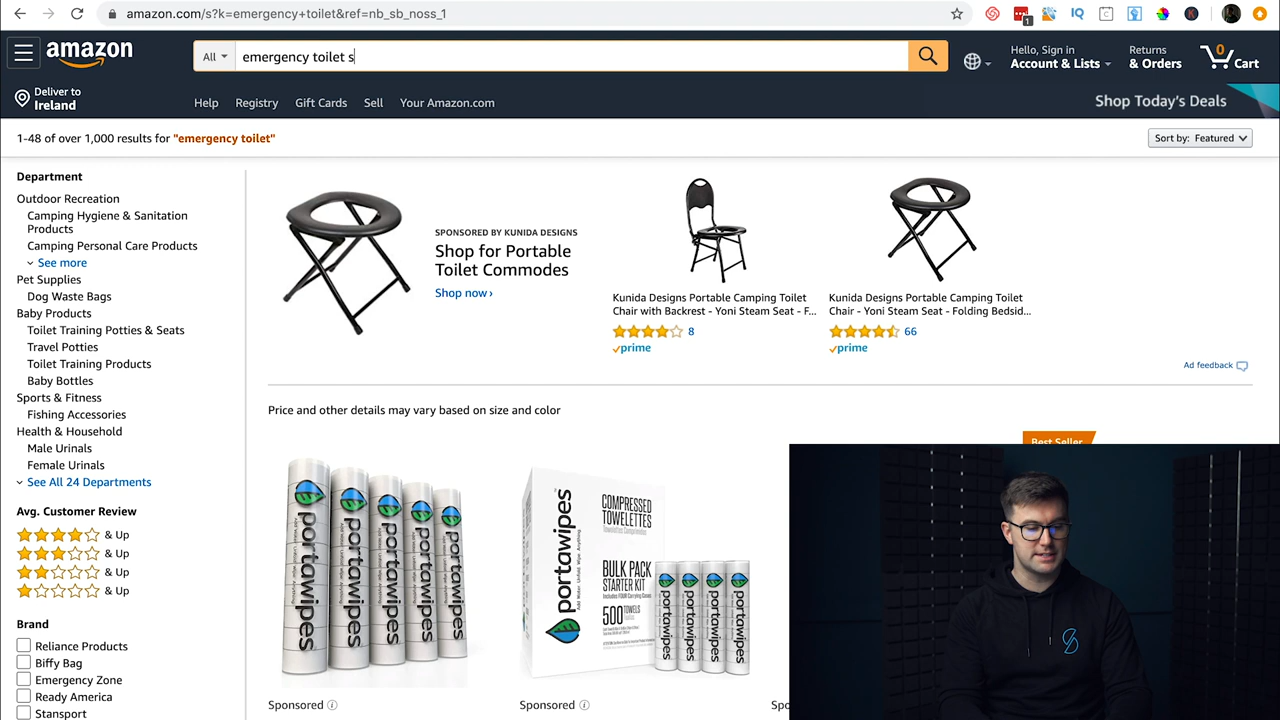 amazon.com/s?k=emergency+toilet&ref=nb_sb_noss_1
1
IQ
C
K
amazon
All
emergency toilet s
Hello, Sign in
Account & Lists
Returns
& Orders
0
Cart
Deliver to
Ireland
Help
Registry
Gift Cards
Sell
Your Amazon.com
Shop Today's Deals
1-48 of over 1,000 results for "emergency toilet"
Sort by: Featured
Department
Outdoor Recreation
Camping Hygiene & Sanitation
Products
Camping Personal Care Products
See more
Pet Supplies
Dog Waste Bags
Baby Products
Toilet Training Potties & Seats
Travel Potties
Toilet Training Products
Baby Bottles
Sports & Fitness
Fishing Accessories
Health & Household
Male Urinals
Female Urinals
See All 24 Departments
Avg. Customer Review
& Up
& Up
& Up
& Up
Brand
Reliance Products
Biffy Bag
Emergency Zone
Ready America
Stansport
SPONSORED BY KUNIDA DESIGNS
Shop for Portable
Toilet Commodes
Shop now ›
Kunida Designs Portable Camping Toilet
Chair with Backrest - Yoni Steam Seat - F...
8
prime
Kunida Designs Portable Camping Toilet
Chair - Yoni Steam Seat - Folding Bedsid...
66
prime
Ad feedback
Price and other details may vary based on size and color
Best Seller
portawipes
portawipes
portawipes
portawipes
portawipes
portawipes
Add Water. Unfold. Wipe. Anything.
COMPRESSED
TOWELETTES
BULK PACK
STARTER KIT
500 TOWELS
portawipes
portawipes
portawipes
portawipes
Sponsored
Sponsored
Spo